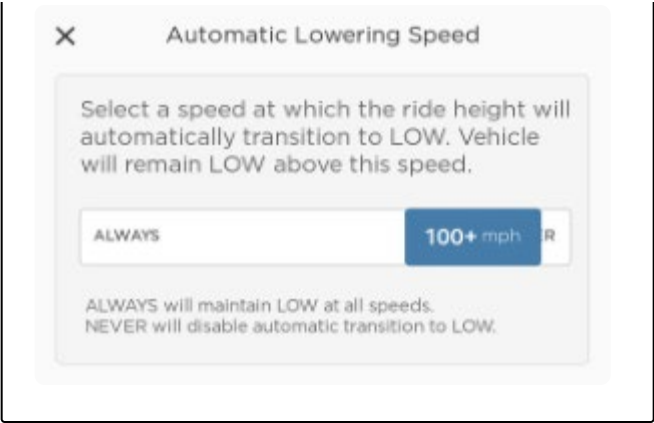 × Automatic Lowering Speed
Select a speed at which the ride height will
automatically transition to LOW. Vehicle
will remain LOW above this speed.
ALWAYS 100+ mph ER
ALWAYS will maintain LOW at all speeds.
NEVER will disable automatic transition to LOW.